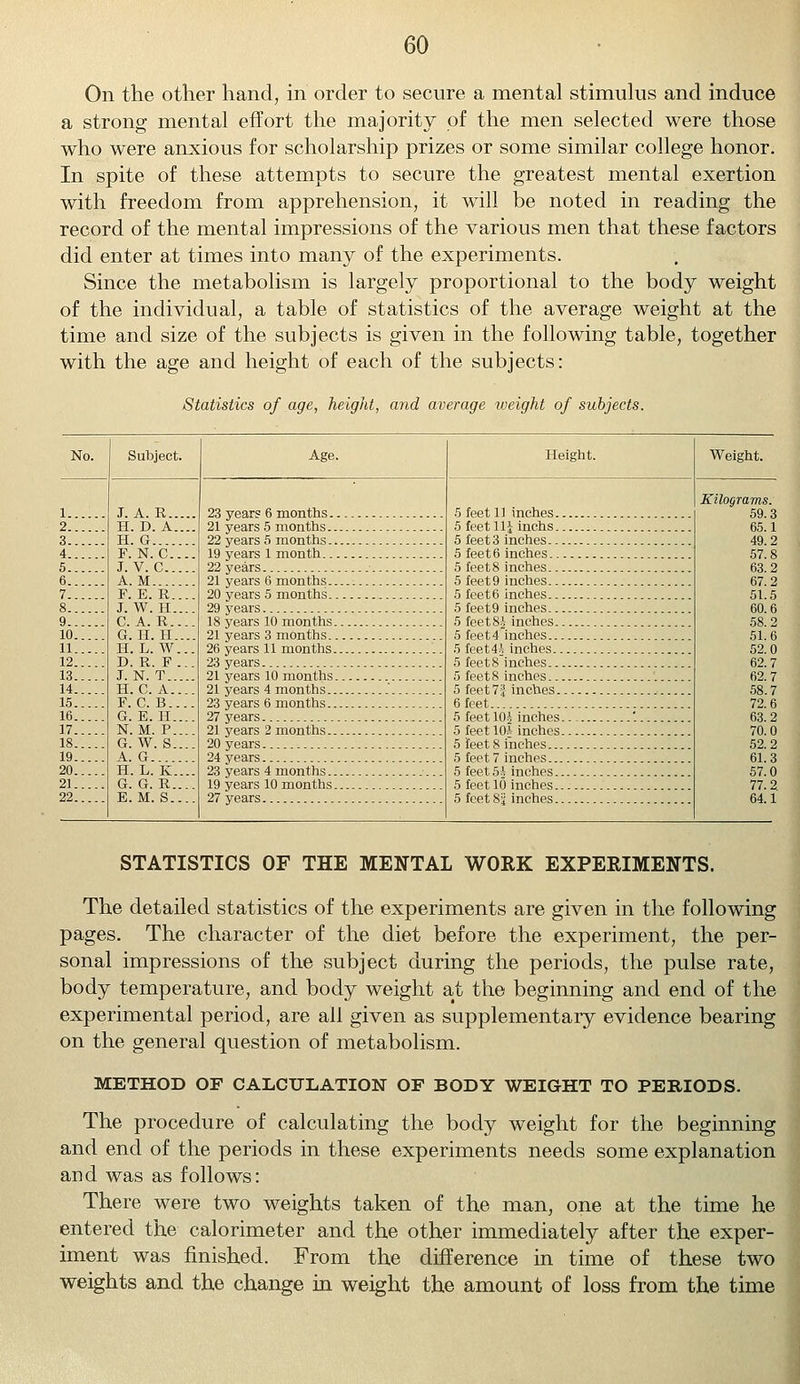 60
On the other hand, in order to secure a mental stimulus and induce
a strong mental effort the majority of the men selected were those
who were anxious for scholarship prizes or some similar college honor.
In spite of these attempts to secure the greatest mental exertion
with freedom from apprehension, it will be noted in reading the
record of the mental impressions of the various men that these factors
did enter at times into many of the experiments.
Since the metabolism is largely proportional to the body weight
of the individual, a table of statistics of the average weight at the
time and size of the subjects is given in the following table, together
with the age and height of each of the subjects:
Statistics of age, height, and average weight of subjects.
No. Subject. Age. Height. Weight.
Kilograms.
1...... J. A. R..... 23 years 6 months.. 5 feet 11 inches. 59.3
2...... H. D. A.... 21 years 5 months. 5 feet 11¼ inchs. 65.1
3...... H. G....... 22 years 5 months. 5 feet 3 inches. 49.2
4...... F. N. C.... 19 years 1 month. 5 feet 6 inches. 57.8
5...... J. V. C..... 22 years. 5 feet 8 inches. 63.2
6...... A. M....... 21 years 6 months. 5 feet 9 inches. 67.2
7...... F. E. R.... 20 years 5 months. 5 feet 6 inches. 51.5
8...... J. W. H.... 29 years. 5 feet 9 inches. 60.6
9...... C. A. R.... 18 years 10 months. 5 feet 8½ inches. 58.2
10..... G. H. H.... 21 years 3 months. 5 feet 4 inches. 51.6
11..... H. L. W... 26 years 11 months. 5 feet 4½ inches. 52.0
12..... D. R. F... 23 years. 5 feet 8 inches. 62.7
13..... J. N. T..... 21 years 10 months. 5 feet 8 inches. 62.7
14..... H. C. A.... 21 years 4 months. 5 feet 7¾ inches. 58.7
15..... F. C. B.... 23 years 6 months. 6 feet. 72.6
16..... G. E. H.... 27 years. 5 feet 10½ inches. 63.2
17..... N. M. P.... 21 years 2 months. 5 feet 10½ inches. 70.0
18..... G. W. S.... 20 years. 5 feet 8 inches. 52.2
19..... A. G....... 24 years. 5 feet 7 inches. 61.3
20..... H. L. K.... 23 years 4 months. 5 feet 5½ inches. 57.0
21..... G. G. R.... 19 years 10 months. 5 feet 10 inches. 77.2
22..... E. M. S.... 27 years. 5 feet 8¾ inches. 64.1
STATISTICS OF THE MENTAL WORK EXPERIMENTS.
The detailed statistics of the experiments are given in the following
pages. The character of the diet before the experiment, the per-
sonal impressions of the subject during the periods, the pulse rate,
body temperature, and body weight at the beginning and end of the
experimental period, are all given as supplementary evidence bearing
on the general question of metabolism.
METHOD OF CALCULATION OF BODY WEIGHT TO PERIODS.
The procedure of calculating the body weight for the beginning
and end of the periods in these experiments needs some explanation
and was as follows:
There were two weights taken of the man, one at the time he
entered the calorimeter and the other immediately after the exper-
iment was finished. From the difference in time of these two
weights and the change in weight the amount of loss from the time